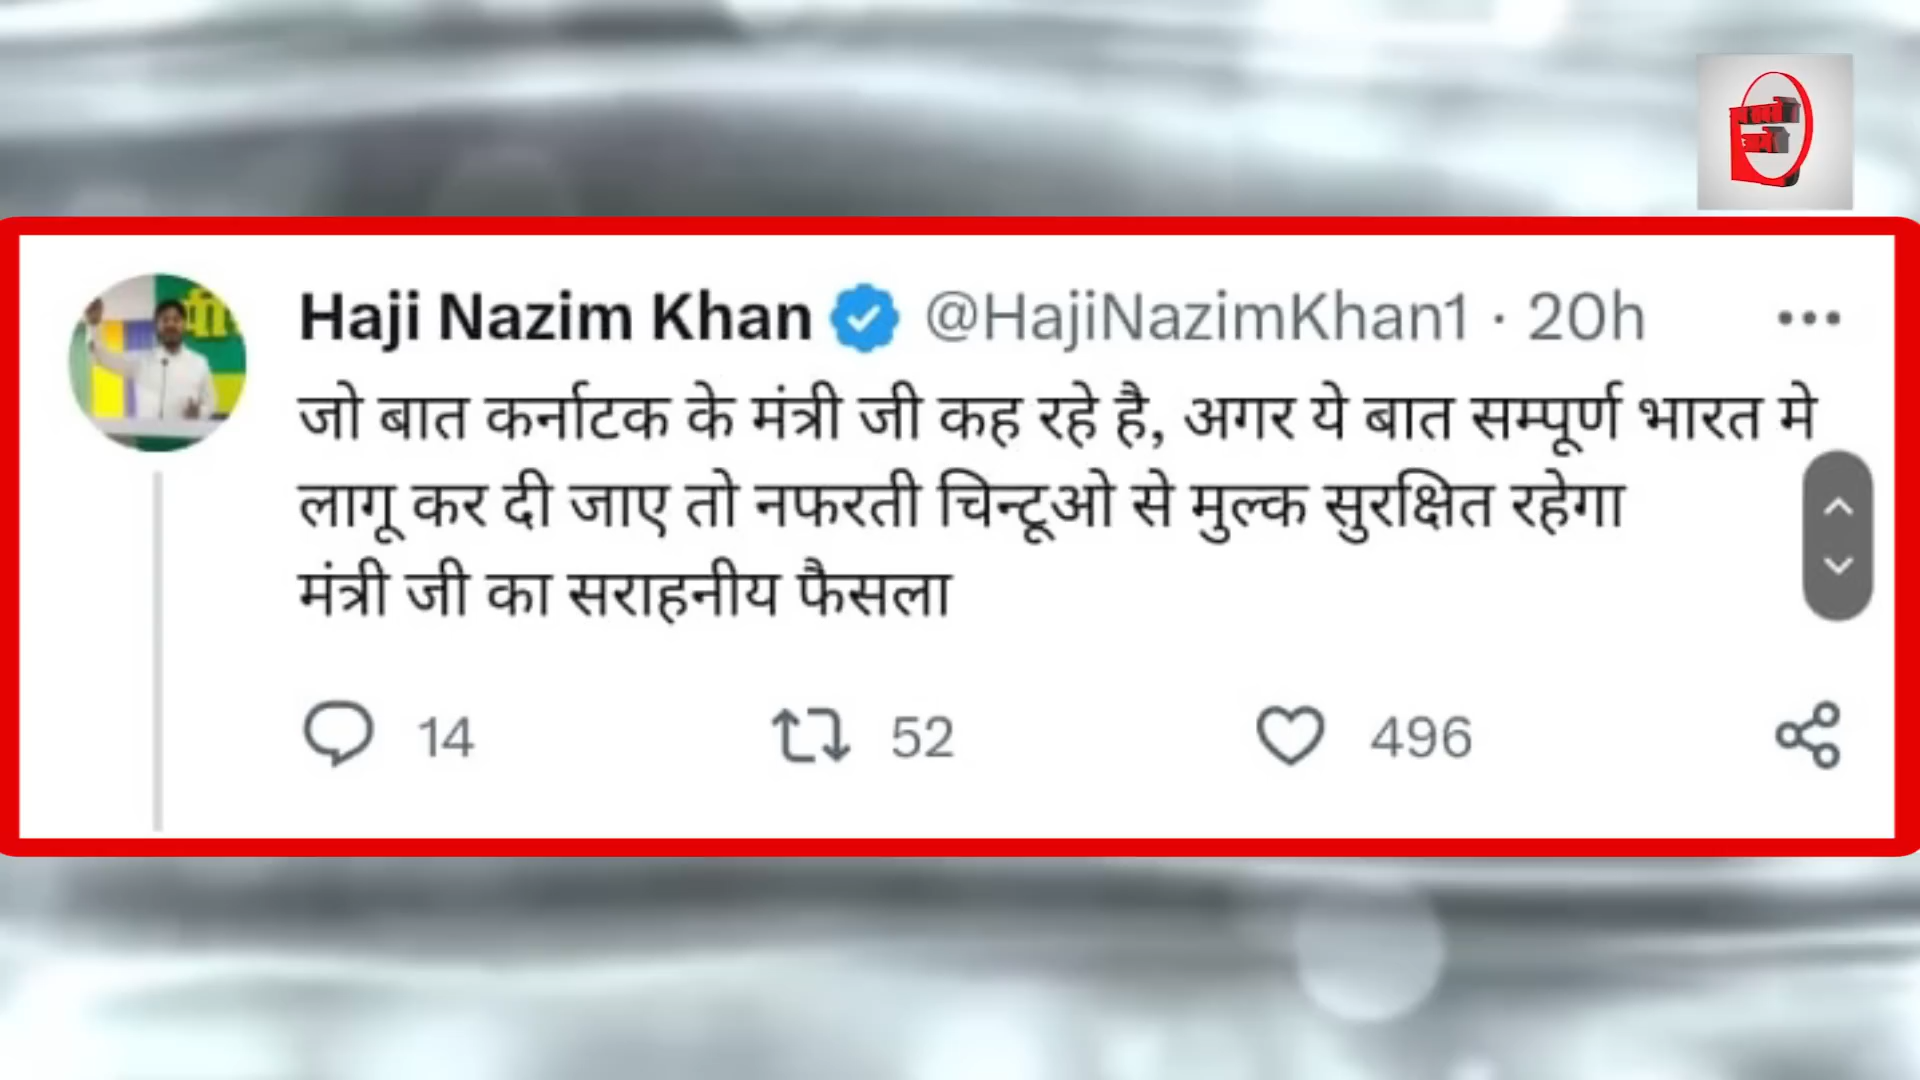 Haji Nazim Khan @HajiNazimKhan1 · 20h
जो बात कर्नाटक के मंत्री जी कह रहे है, अगर ये बात सम्पूर्ण भारत मे
लागू कर दी जाए तो नफरती चिन्टूओ से मुल्क सुरक्षित रहेगा
मंत्री जी का सराहनीय फैसला
14 52 496